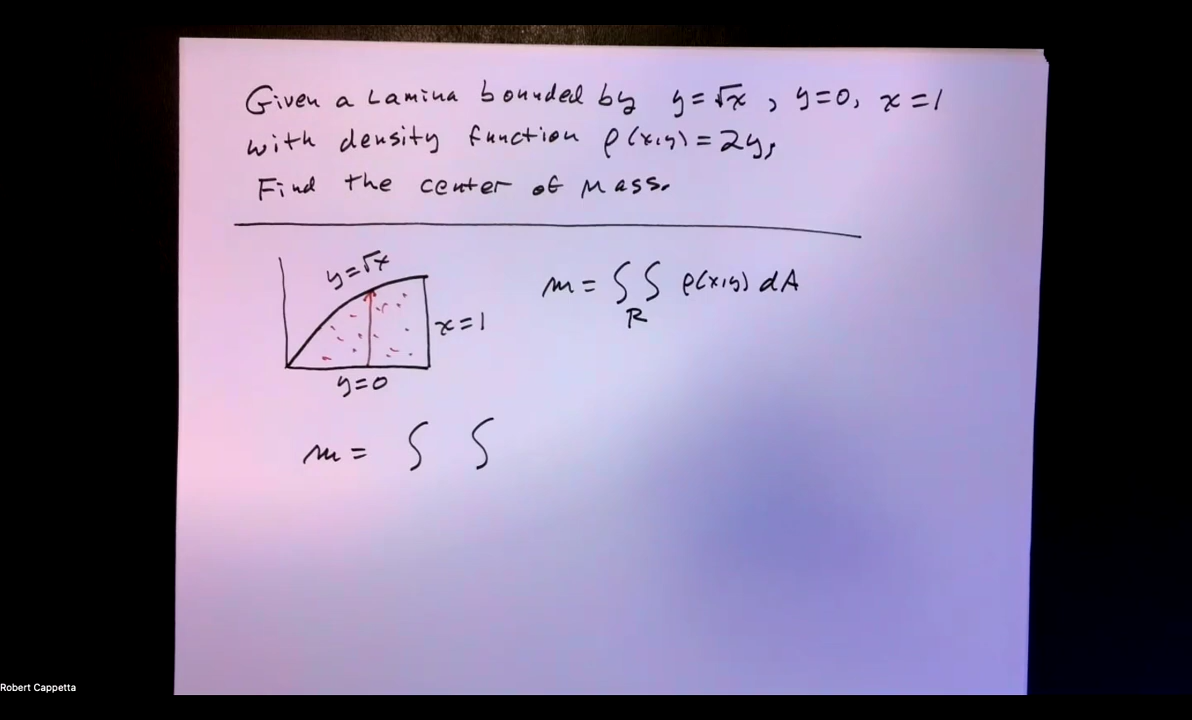 Given a Lamina bounded by y=√x, y=0, x=1
with density function ρ(x,y)=2y,
Find the center of Mass.
y=√x
x=1
y=0
m = ∫∫ ρ(x,y) dA
R
m = ∫ ∫
Robert Cappetta